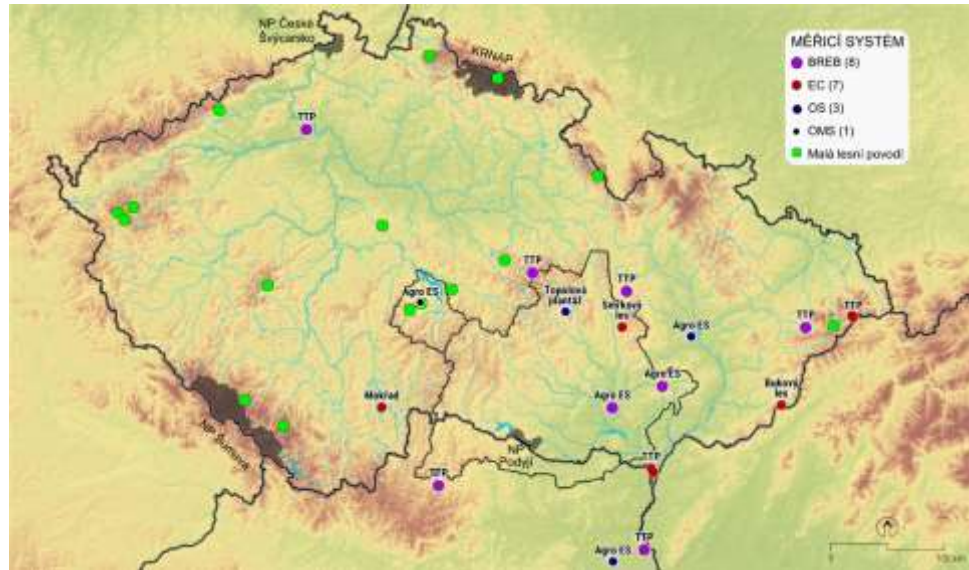 NP České
Švýcarsko
KRNAP
MĚŘICÍ SYSTÉM
BREB (8)
EC (7)
OS (3)
OMS (1)
Malá lesní povodí
TTP
TTP
Agro ES
Topolová
plantáž
TTP
Smrkový
les
Agro ES
TTP
TTP
Agro ES
Mokřad
Agro ES
Bukový
les
NP Šumava
NP
Podyjí
TTP
TTP
TTP
Agro ES